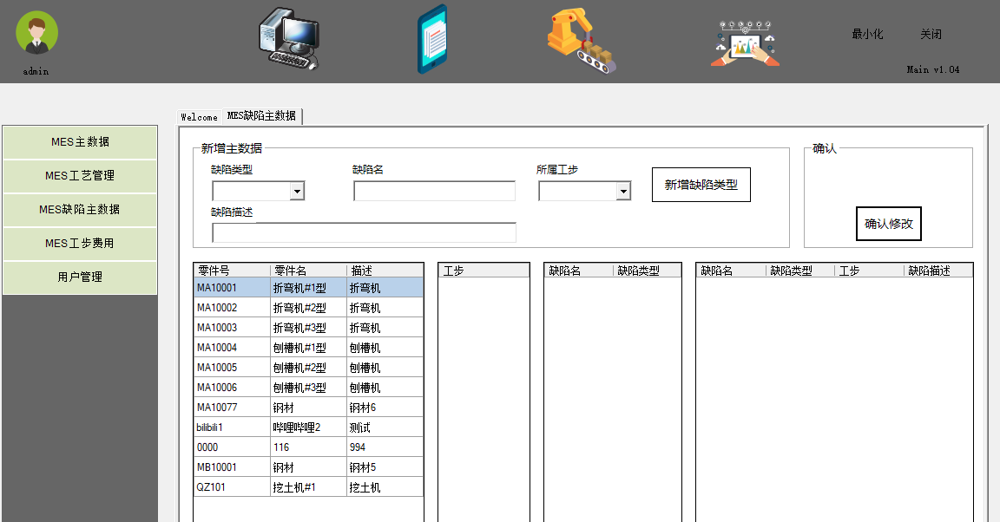 最小化 关闭
admin
Main v1.04
Welcome MES缺陷主数据
MES主数据
MES工艺管理
MES缺陷主数据
MES工步费用
用户管理
新增主数据
缺陷类型 缺陷名 所属工步
新增缺陷类型
缺陷描述
确认
确认修改
零件号 零件名 描述
MA10001 折弯机#1型 折弯机
MA10002 折弯机#2型 折弯机
MA10003 折弯机#3型 折弯机
MA10004 刨槽机#1型 刨槽机
MA10005 刨槽机#2型 刨槽机
MA10006 刨槽机#3型 刨槽机
MA10077 钢材 钢材6
bilibili1 哔哩哔哩2 测试
0000 116 994
MB10001 钢材 钢材5
QZ101 挖土机#1 挖土机
工步
缺陷名 缺陷类型
缺陷名 缺陷类型 工步 缺陷描述